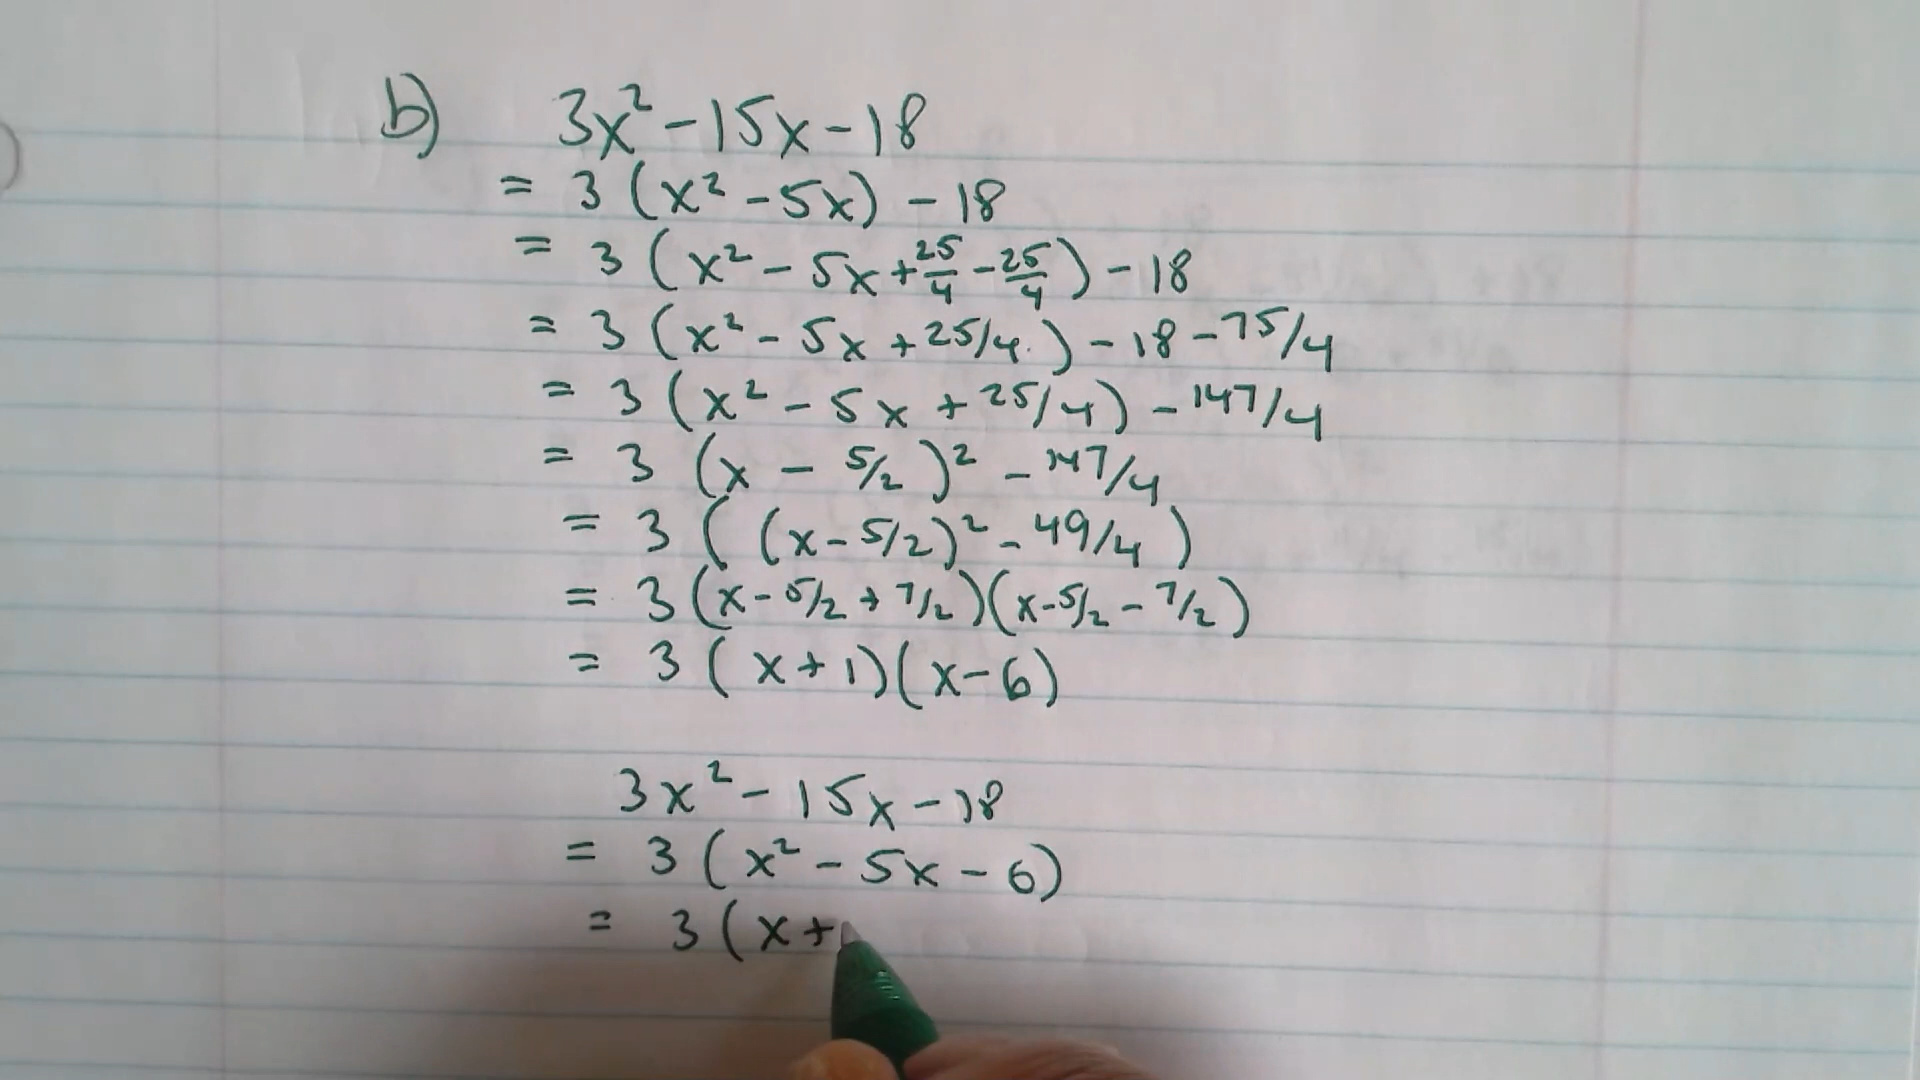 b) 3x² - 15x - 18
= 3 (x² - 5x) - 18
= 3 (x² - 5x + 25/4 - 25/4) - 18
= 3 (x² - 5x + 25/4) - 18 - 75/4
= 3 (x² - 5x + 25/4) - 147/4
= 3 (x - 5/2)² - 147/4
= 3 ((x - 5/2)² - 49/4)
= 3 (x - 5/2 + 7/2)(x - 5/2 - 7/2)
= 3 (x + 1)(x - 6)
3x² - 15x - 18
= 3 (x² - 5x - 6)
= 3 (x +